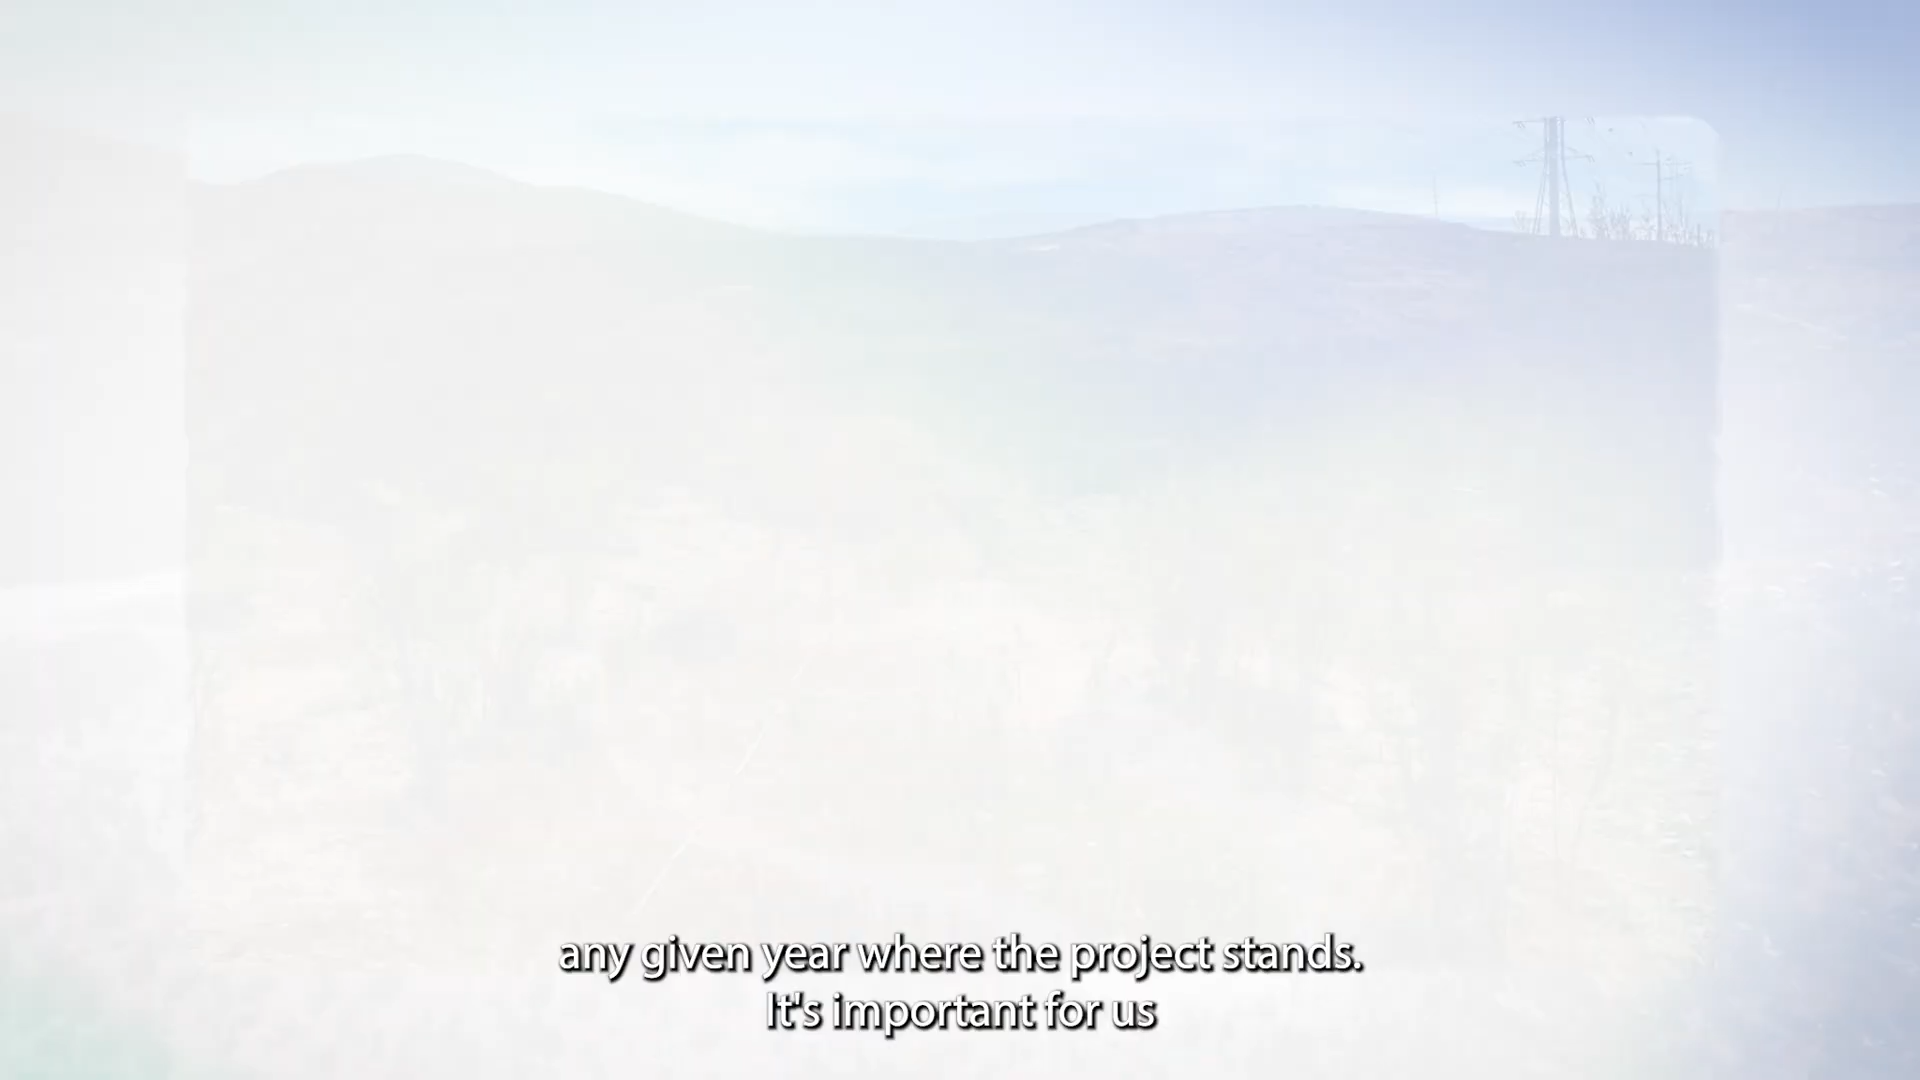 any given year where the project stands.
It's important for us